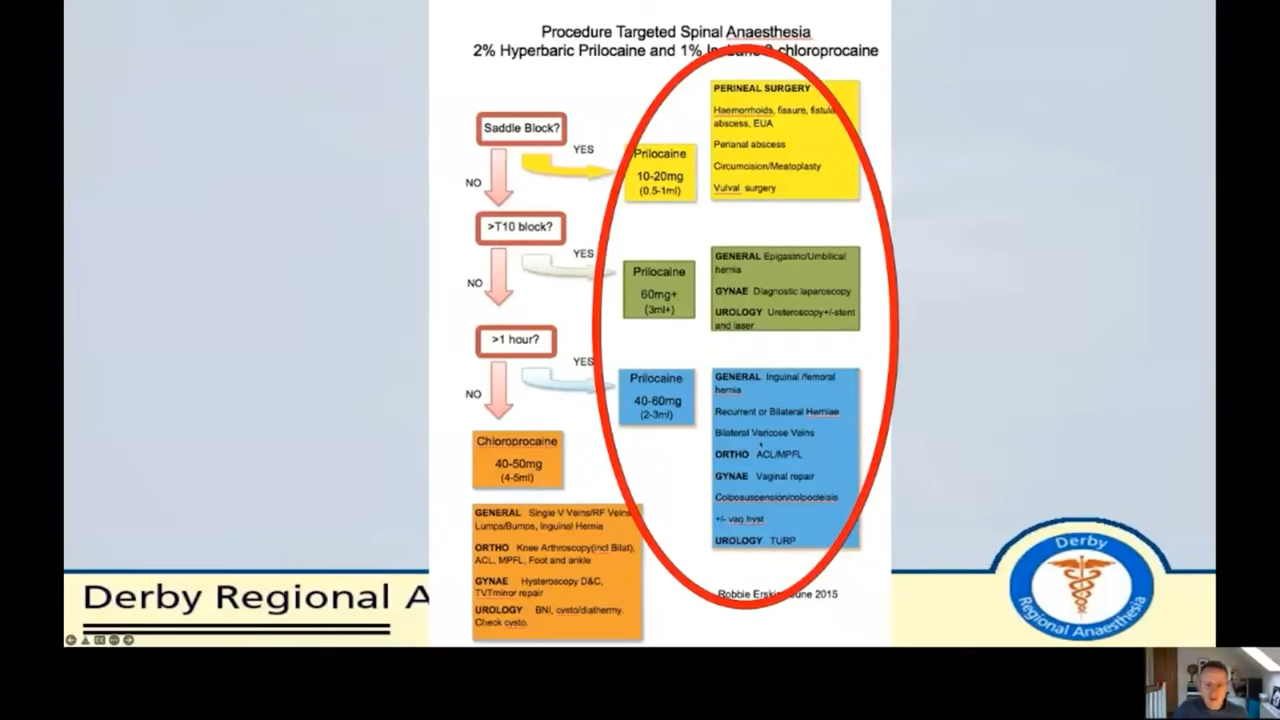 Procedure Targeted Spinal Anaesthesia
2% Hyperbaric Prilocaine and 1% chloroprocaine
Saddle Block?
YES
NO
Prilocaine
10-20mg
(0.5-1ml)
PERINEAL SURGERY
Haemorrhoids, fissure, fistula,
abscess, EUA
Perianal abscess
Circumcision/Meatoplasty
Vulval surgery
>T10 block?
YES
NO
Prilocaine
60mg+
(3ml+)
GENERAL Epigastric/Umbilical
hernia
GYNAE Diagnostic laparoscopy
UROLOGY Ureteroscopy+/-stent
and laser
>1 hour?
YES
NO
Prilocaine
40-60mg
(2-3ml)
GENERAL Inguinal /femoral
hernia
Recurrent or Bilateral Herniae
Bilateral Varicose Veins
ORTHO ACL/MPFL
GYNAE Vaginal repair
Colposuspension/colpocleisis
+/- vag hyst
UROLOGY TURP
Chloroprocaine
40-50mg
(4-5ml)
GENERAL Single V Veins/RF Veins
Lumps/Bumps, Inguinal Hernia
ORTHO Knee Arthroscopy(incl Bilat),
ACL, MPFL, Foot and ankle
GYNAE Hysteroscopy D&C,
TVTminor repair
UROLOGY BNI, cysto/diathermy.
Check cysto.
Robbie June 2015
Derby Regional A
Derby
Regional Anaesthesia